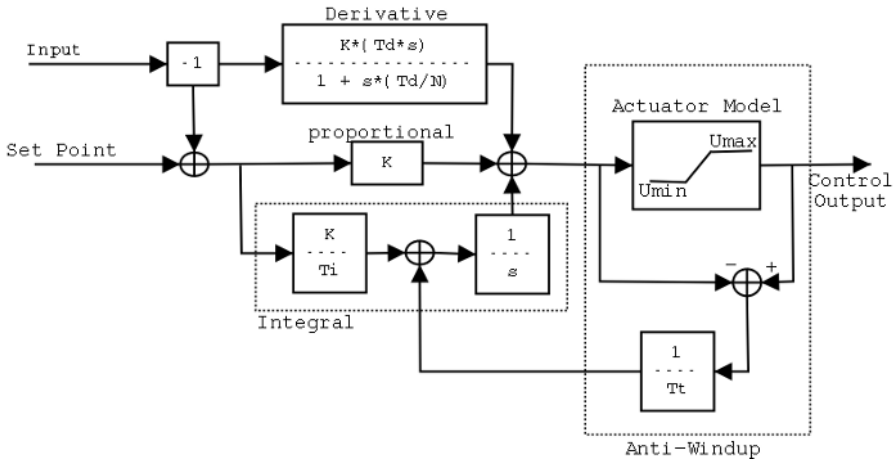 Derivative
Input
-1
K*(Td*s)
1 + s*(Td/N)
Set Point
proportional
K
Actuator Model
Umax
Umin
Control
Output
K
Ti
1
s
Integral
−
+
1
Tt
Anti-Windup